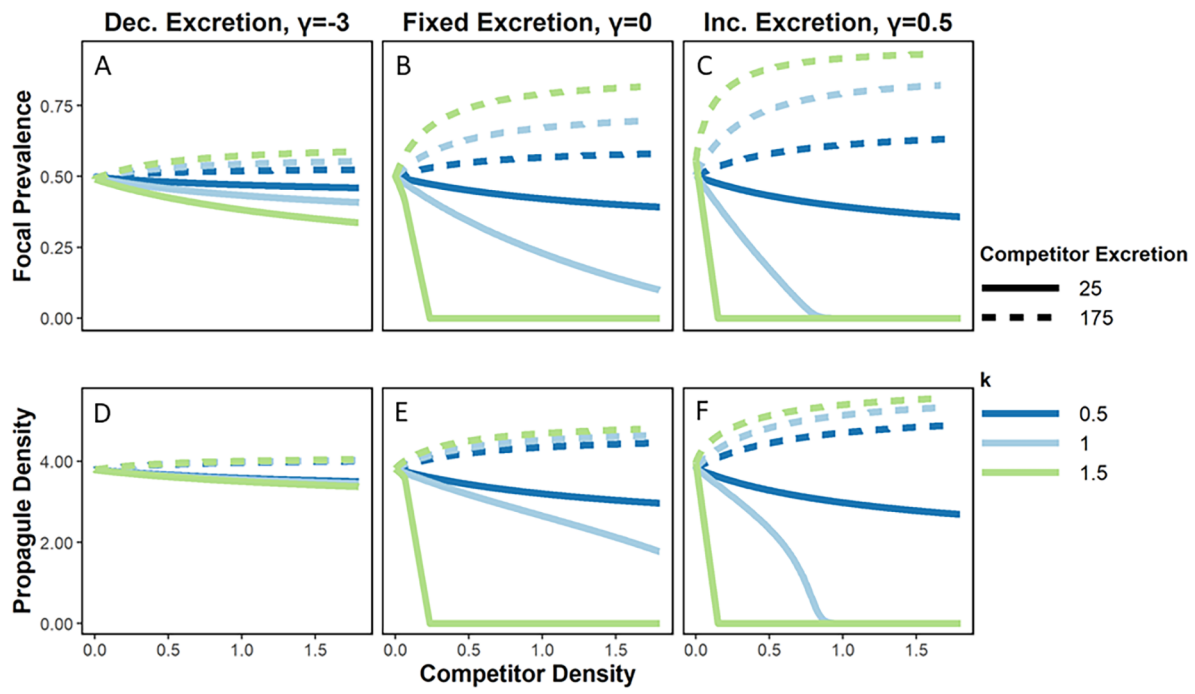 Dec. Excretion, γ=-3
Fixed Excretion, γ=0
Inc. Excretion, γ=0.5
A
B
C
Focal Prevalence
0.75
0.50
0.25
0.00
Competitor Excretion
25
175
k
0.5
1
1.5
D
E
F
Propagule Density
4.00
2.00
0.00
0.0 0.5 1.0 1.5
0.0 0.5 1.0 1.5
0.0 0.5 1.0 1.5
Competitor Density